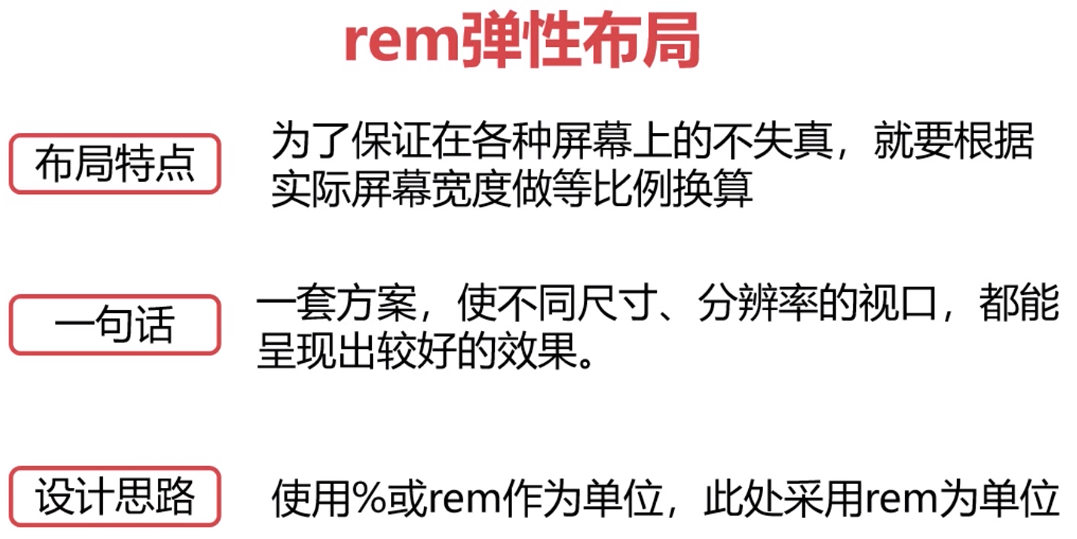 rem弹性布局
布局特点
为了保证在各种屏幕上的不失真，就要根据
实际屏幕宽度做等比例换算
一句话
一套方案，使不同尺寸、分辨率的视口，都能
呈现出较好的效果。
设计思路
使用%或rem作为单位，此处采用rem为单位